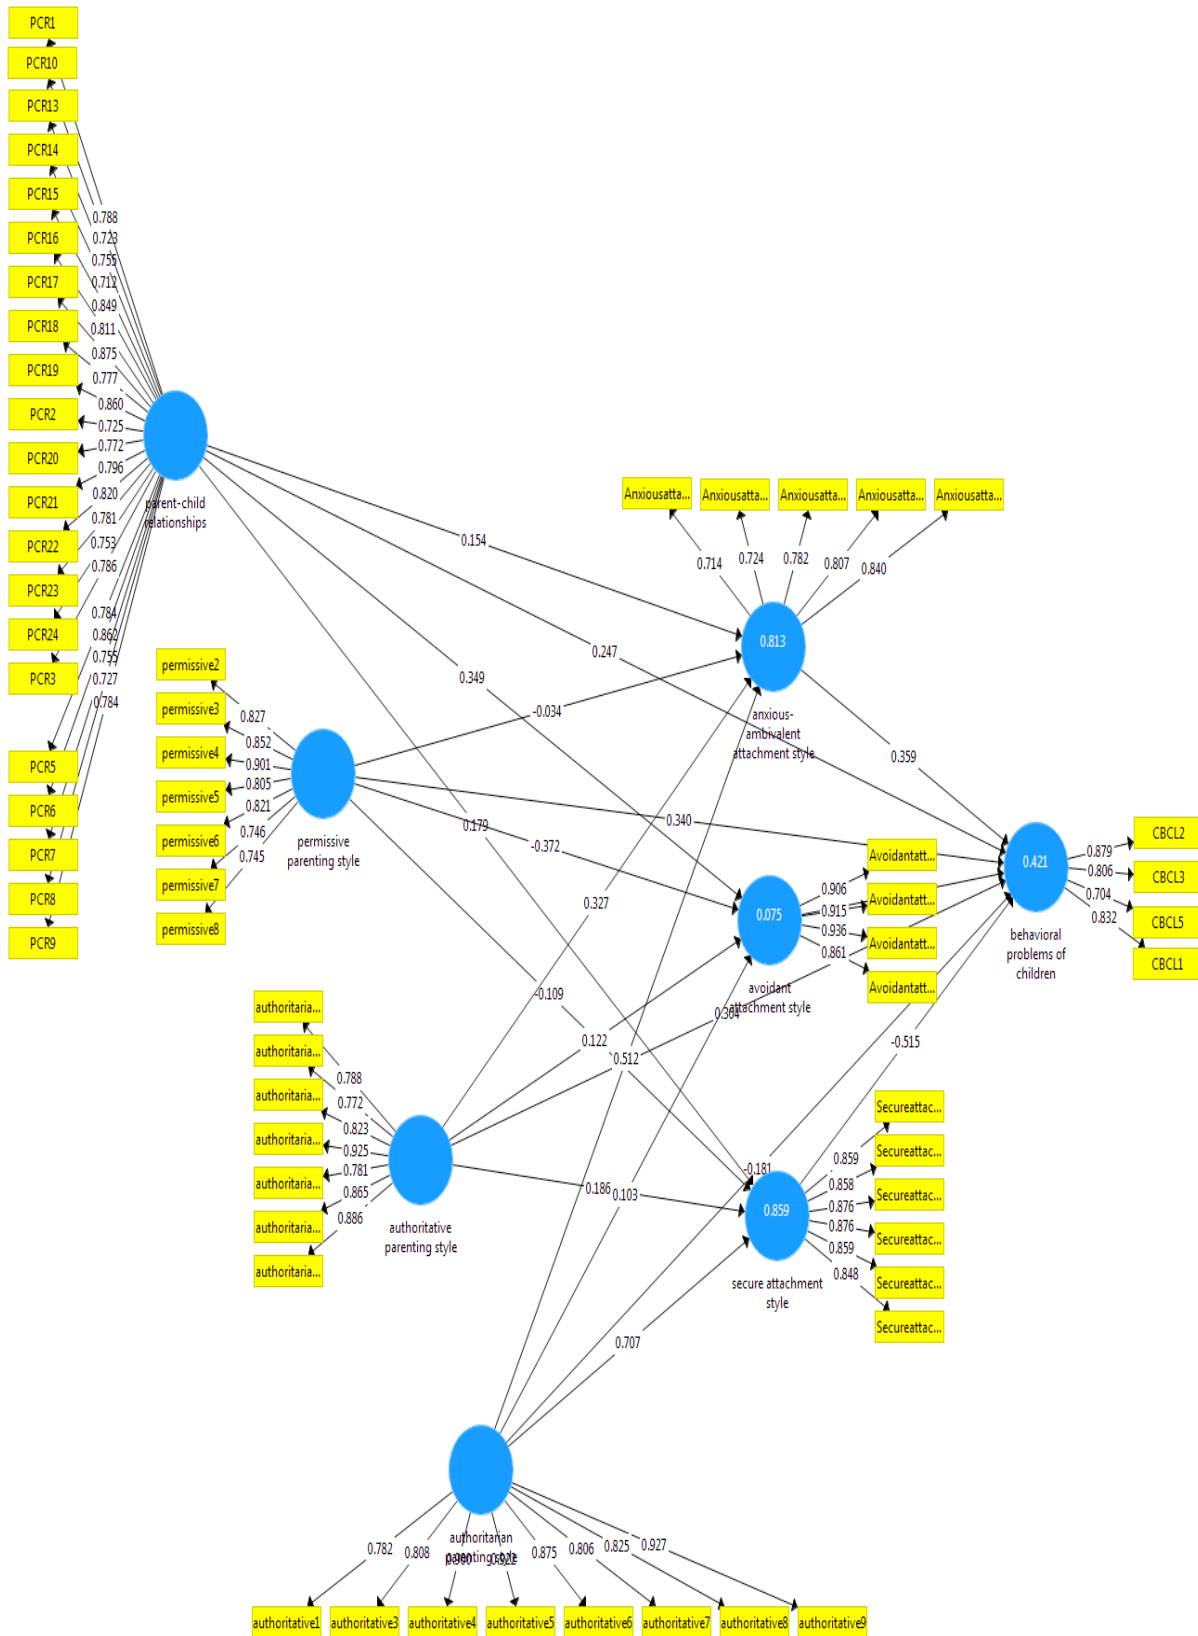 PCR1
PCR10
PCR13
PCR14
PCR15
PCR16
PCR17
PCR18
PCR19
PCR2
PCR20
PCR21
PCR22
PCR23
PCR24
PCR3
PCR5
PCR6
PCR7
PCR8
PCR9
0.788
0.723
0.755
0.712
0.849
0.811
0.875
0.777
0.860
0.725
0.772
0.796
0.820
0.781
0.753
0.786
0.784
0.862
0.755
0.727
0.784
parent-child
relationships
Anxiousatta...
Anxiousatta...
Anxiousatta...
Anxiousatta...
Anxiousatta...
0.714
0.724
0.782
0.807
0.840
0.813
anxious-
ambivalent
attachment style
0.154
0.247
0.349
-0.034
0.359
0.340
0.179
-0.372
0.327
permissive2
permissive3
permissive4
permissive5
permissive6
permissive7
permissive8
0.827
0.852
0.901
0.805
0.821
0.746
0.745
permissive
parenting style
Avoidantatt...
Avoidantatt...
Avoidantatt...
Avoidantatt...
0.906
0.915
0.936
0.861
0.075
avoidant
attachment style
0.421
behavioral
problems of
children
0.879
0.806
0.704
0.832
CBCL2
CBCL3
CBCL5
CBCL1
-0.109
0.304
0.122
0.512
-0.515
authoritaria...
authoritaria...
authoritaria...
authoritaria...
authoritaria...
authoritaria...
authoritaria...
0.788
0.772
0.823
0.925
0.781
0.865
0.886
authoritative
parenting style
-0.181
0.186
0.103
0.707
Secureattac...
Secureattac...
Secureattac...
Secureattac...
Secureattac...
Secureattac...
0.859
0.858
0.876
0.876
0.859
0.848
0.859
secure attachment
style
authoritarian
parenting style
0.782
0.808
0.875
0.806
0.825
0.927
authoritative1
authoritative3
authoritative4
authoritative5
authoritative6
authoritative7
authoritative8
authoritative9